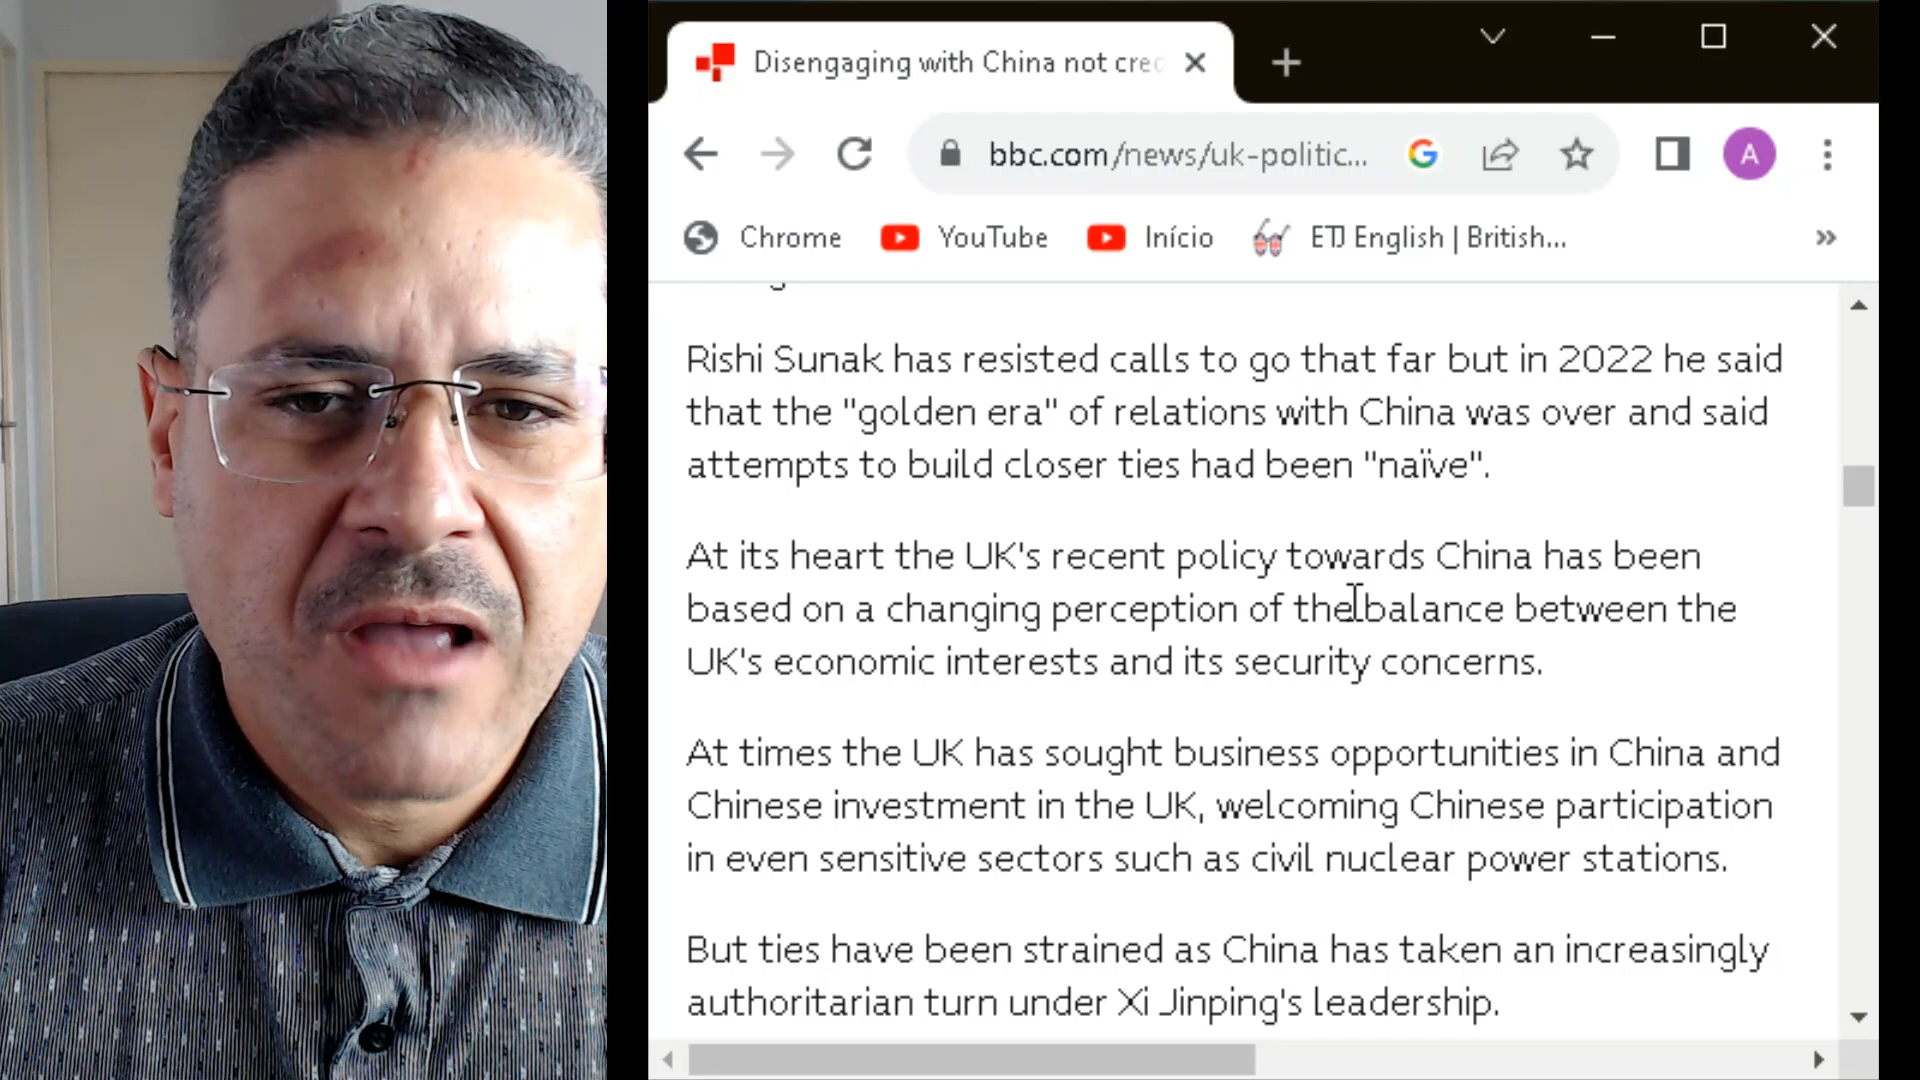 Disengaging with China not cred
bbc.com/news/uk-politic...
A
Chrome
YouTube
Início
ETJ English | British...
Rishi Sunak has resisted calls to go that far but in 2022 he said
that the "golden era" of relations with China was over and said
attempts to build closer ties had been "naïve".
At its heart the UK's recent policy towards China has been
based on a changing perception of the balance between the
UK's economic interests and its security concerns.
At times the UK has sought business opportunities in China and
Chinese investment in the UK, welcoming Chinese participation
in even sensitive sectors such as civil nuclear power stations.
But ties have been strained as China has taken an increasingly
authoritarian turn under Xi Jinping's leadership.